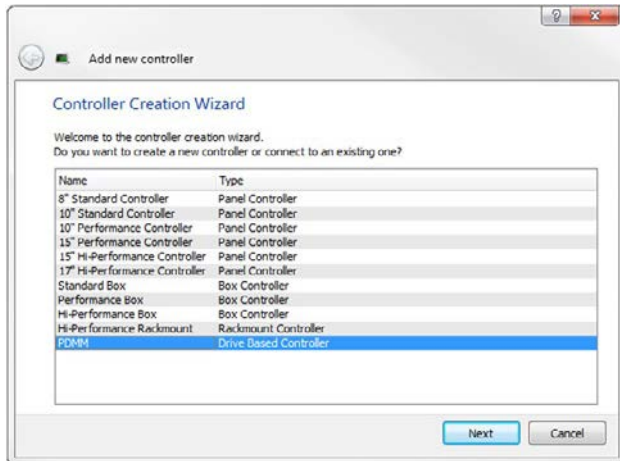 ?
X
Add new controller
Controller Creation Wizard
Welcome to the controller creation wizard.
Do you want to create a new controller or connect to an existing one?
Name Type
8" Standard Controller Panel Controller
10" Standard Controller Panel Controller
10" Performance Controller Panel Controller
15" Performance Controller Panel Controller
15" Hi-Performance Controller Panel Controller
17" Hi-Performance Controller Panel Controller
Standard Box Box Controller
Performance Box Box Controller
Hi-Performance Box Box Controller
Hi-Performance Rackmount Rackmount Controller
PDMM Drive Based Controller
Next Cancel